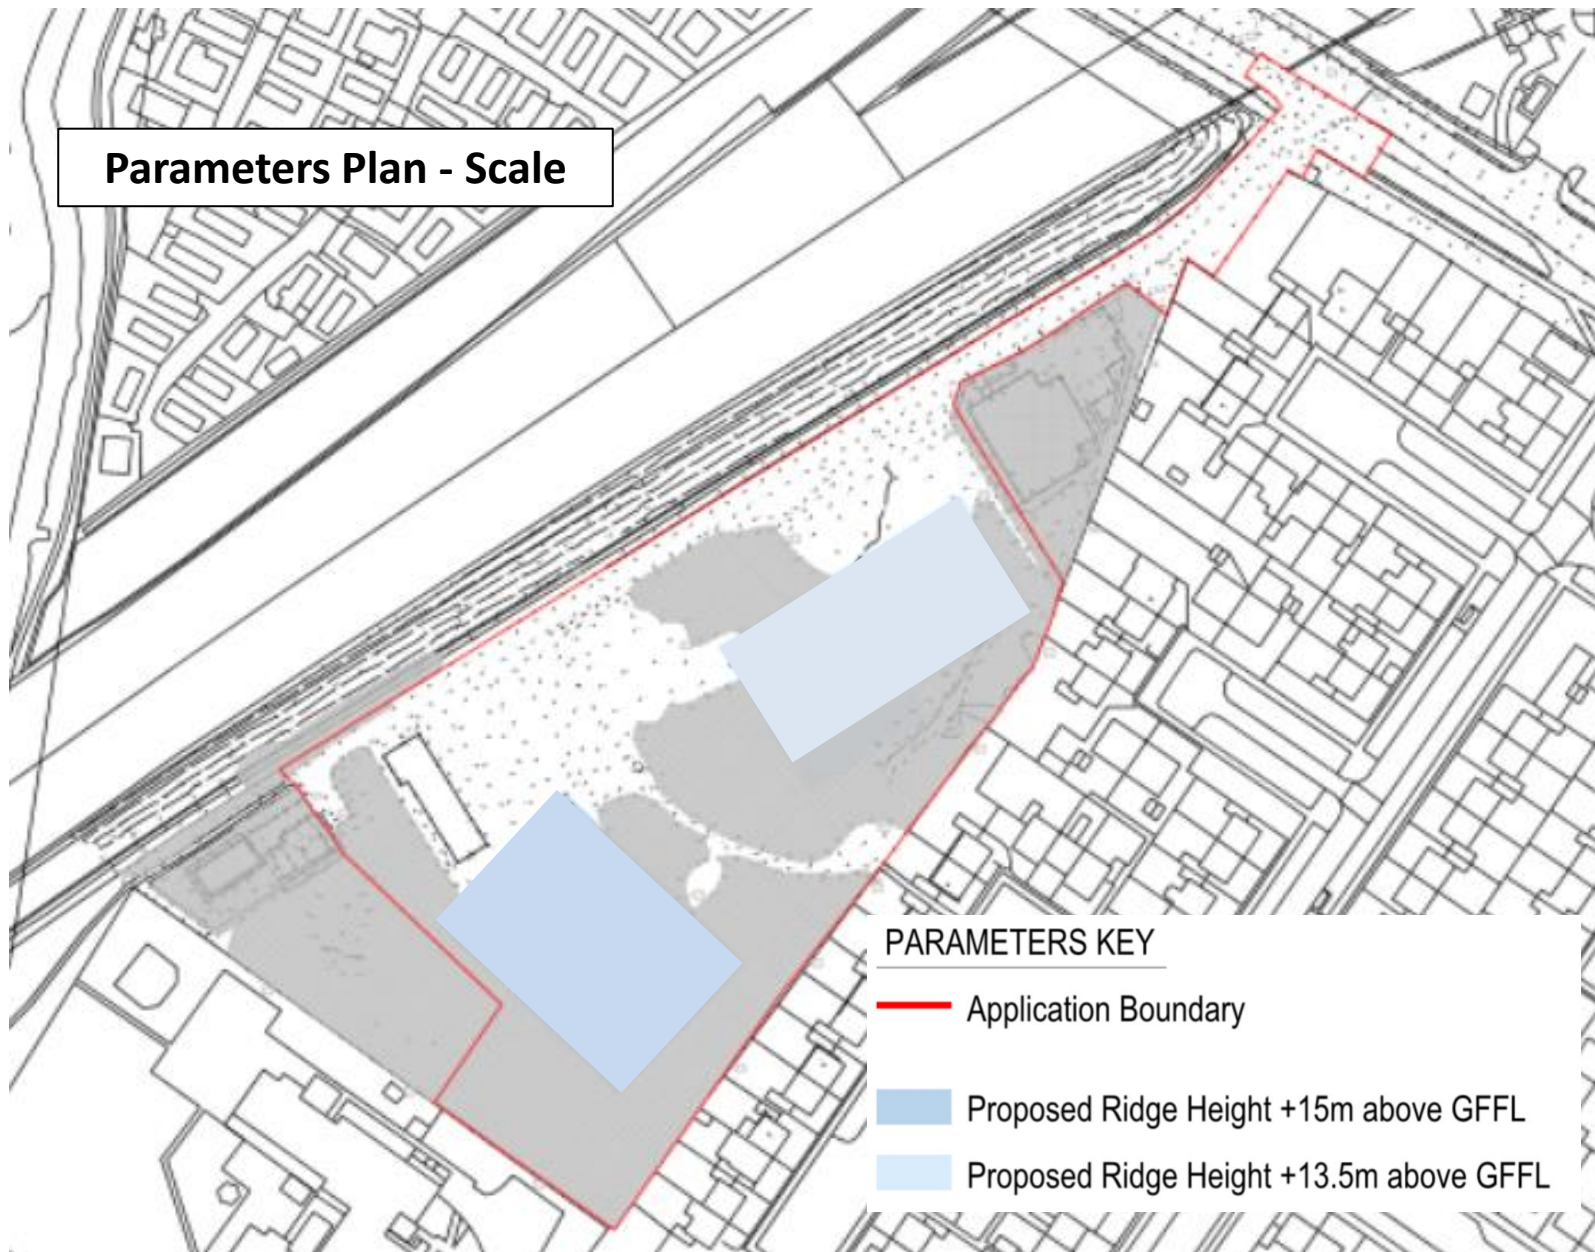 Parameters Plan - Scale
PARAMETERS KEY
Application Boundary
Proposed Ridge Height +15m above GFFL
Proposed Ridge Height +13.5m above GFFL